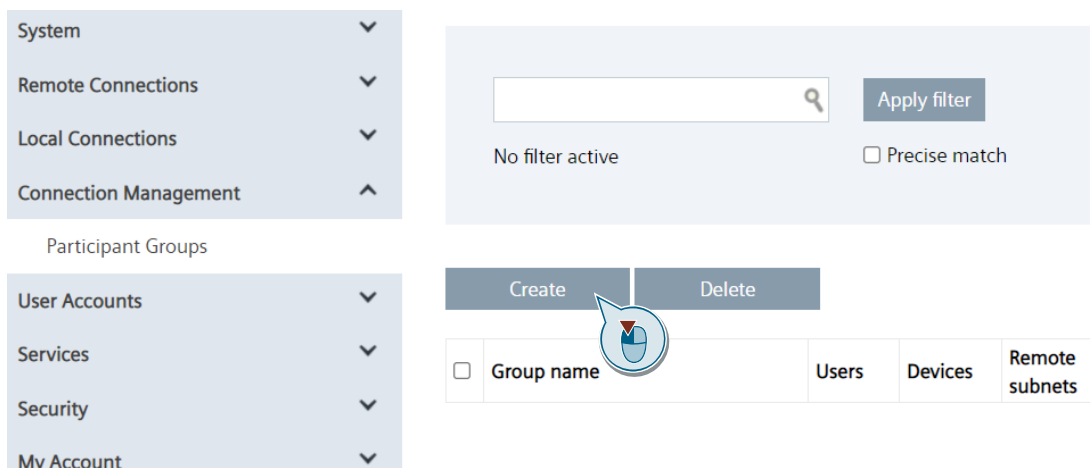 System
Remote Connections
Local Connections
Connection Management
Participant Groups
User Accounts
Services
Security
My Account
Apply filter
No filter active
Precise match
Create
Delete
Group name
Users
Devices
Remote
subnets